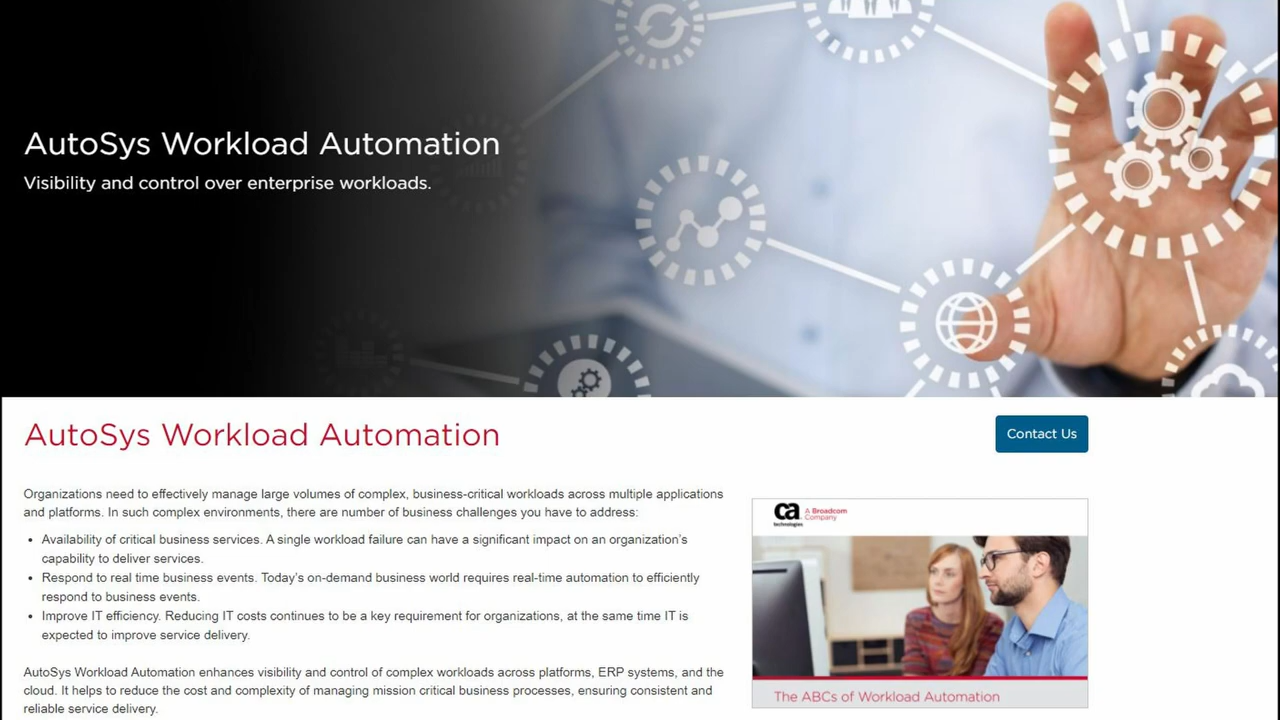 AutoSys Workload Automation
Visibility and control over enterprise workloads.
AutoSys Workload Automation
Contact Us
Organizations need to effectively manage large volumes of complex, business-critical workloads across multiple applications
and platforms. In such complex environments, there are number of business challenges you have to address:
• Availability of critical business services. A single workload failure can have a significant impact on an organization's
capability to deliver services.
• Respond to real time business events. Today's on-demand business world requires real-time automation to efficiently
respond to business events.
• Improve IT efficiency. Reducing IT costs continues to be a key requirement for organizations, at the same time IT is
expected to improve service delivery.
AutoSys Workload Automation enhances visibility and control of complex workloads across platforms, ERP systems, and the
cloud. It helps to reduce the cost and complexity of managing mission critical business processes, ensuring consistent and
reliable service delivery.
ca
technologies
A Broadcom
Company
The ABCs of Workload Automation